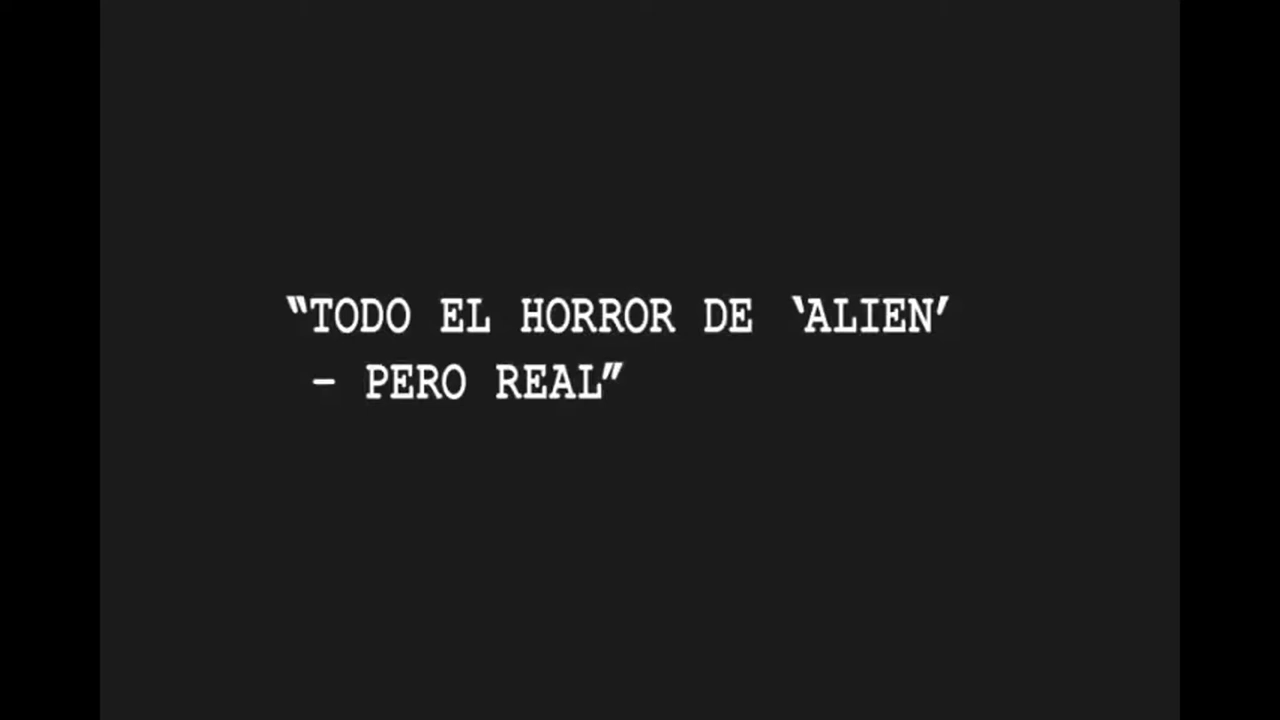 “TODO EL HORROR DE ‘ALIEN’
– PERO REAL”